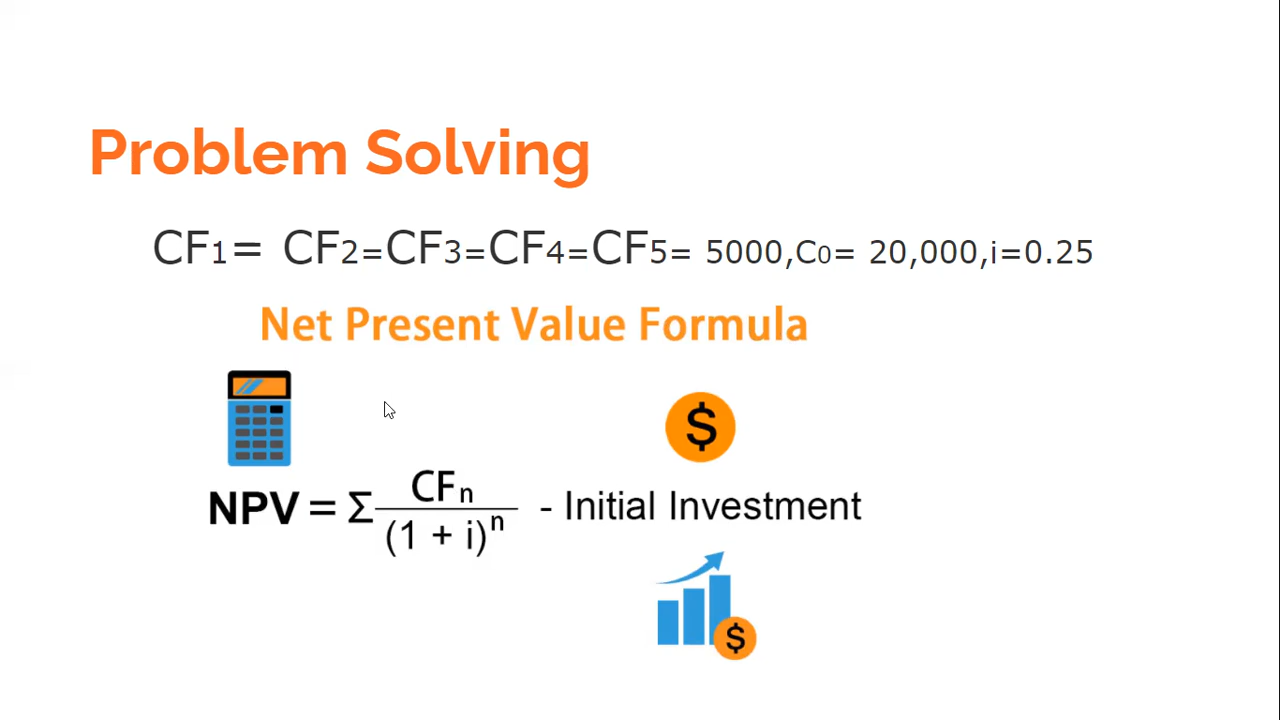 Problem Solving
CF1= CF2=CF3=CF4=CF5= 5000,C0= 20,000,i=0.25
Net Present Value Formula
$
NPV = Σ CFn / (1 + i)^n - Initial Investment
$